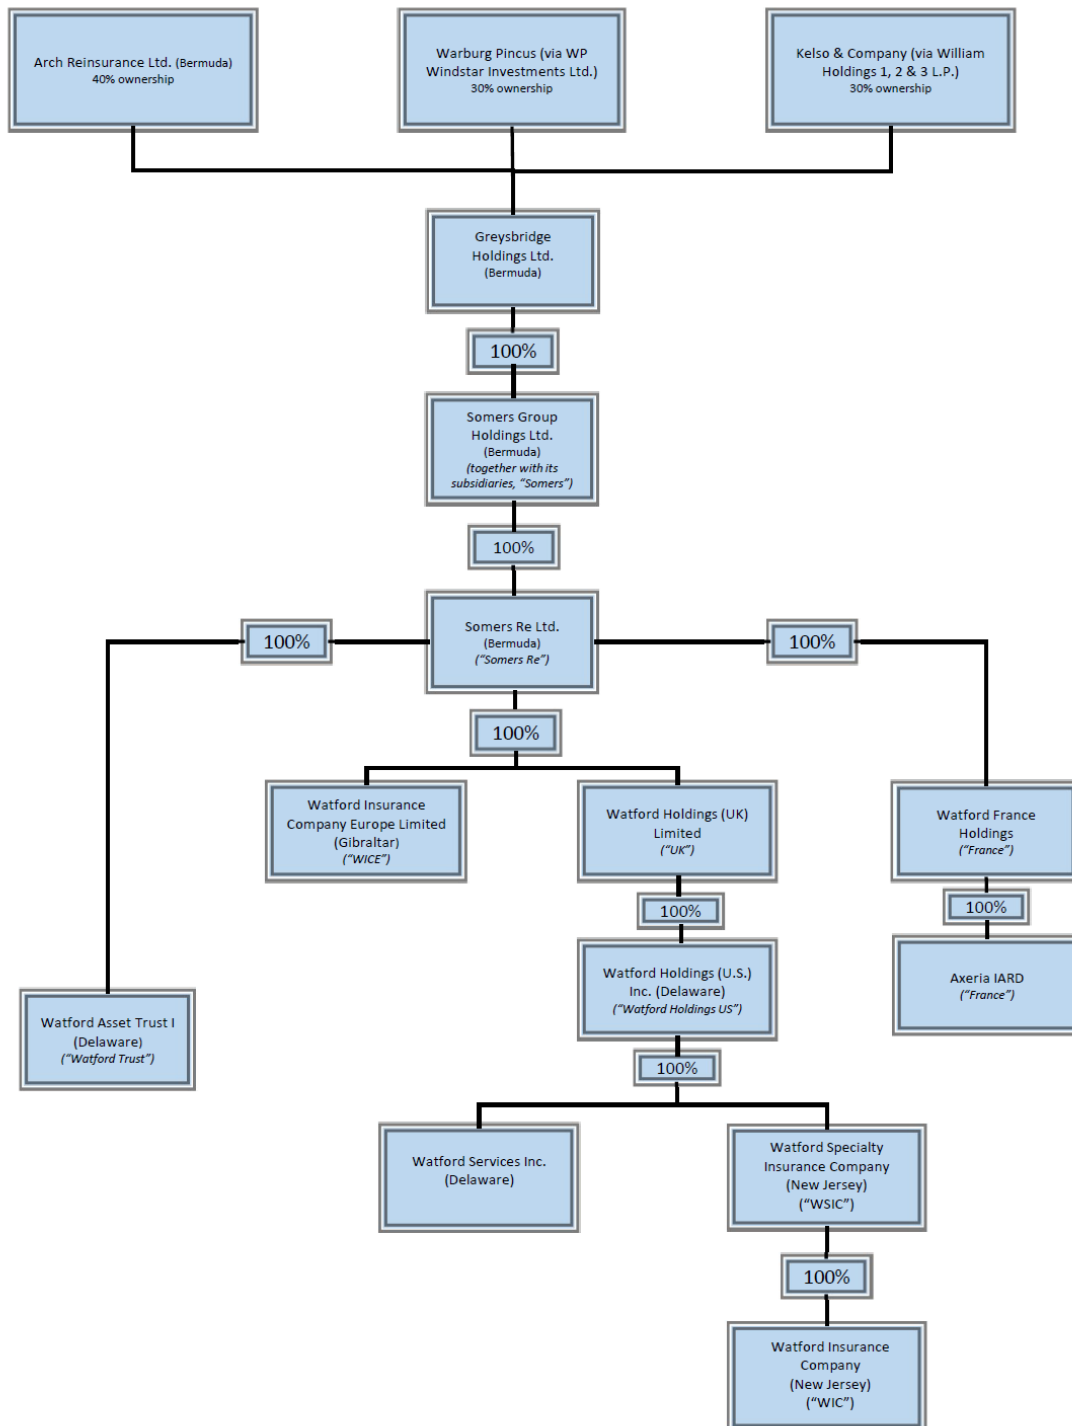 Arch Reinsurance Ltd. (Bermuda)
40% ownership
Warburg Pincus (via WP
Windstar Investments Ltd.)
30% ownership
Kelso & Company (via William
Holdings 1, 2 & 3 L.P.)
30% ownership
Greysbridge
Holdings Ltd.
(Bermuda)
100%
Somers Group
Holdings Ltd.
(Bermuda)
(together with its
subsidiaries, “Somers”)
100%
Somers Re Ltd.
(Bermuda)
(“Somers Re”)
100%
100%
100%
Watford Insurance
Company Europe Limited
(Gibraltar)
(“WICE”)
Watford Holdings (UK)
Limited
(“UK”)
Watford France
Holdings
(“France”)
100%
100%
Watford Holdings (U.S.)
Inc. (Delaware)
(“Watford Holdings US”)
Axeria IARD
(“France”)
Watford Asset Trust I
(Delaware)
(“Watford Trust”)
100%
Watford Services Inc.
(Delaware)
Watford Specialty
Insurance Company
(New Jersey)
(“WSIC”)
100%
Watford Insurance
Company
(New Jersey)
(“WIC”)